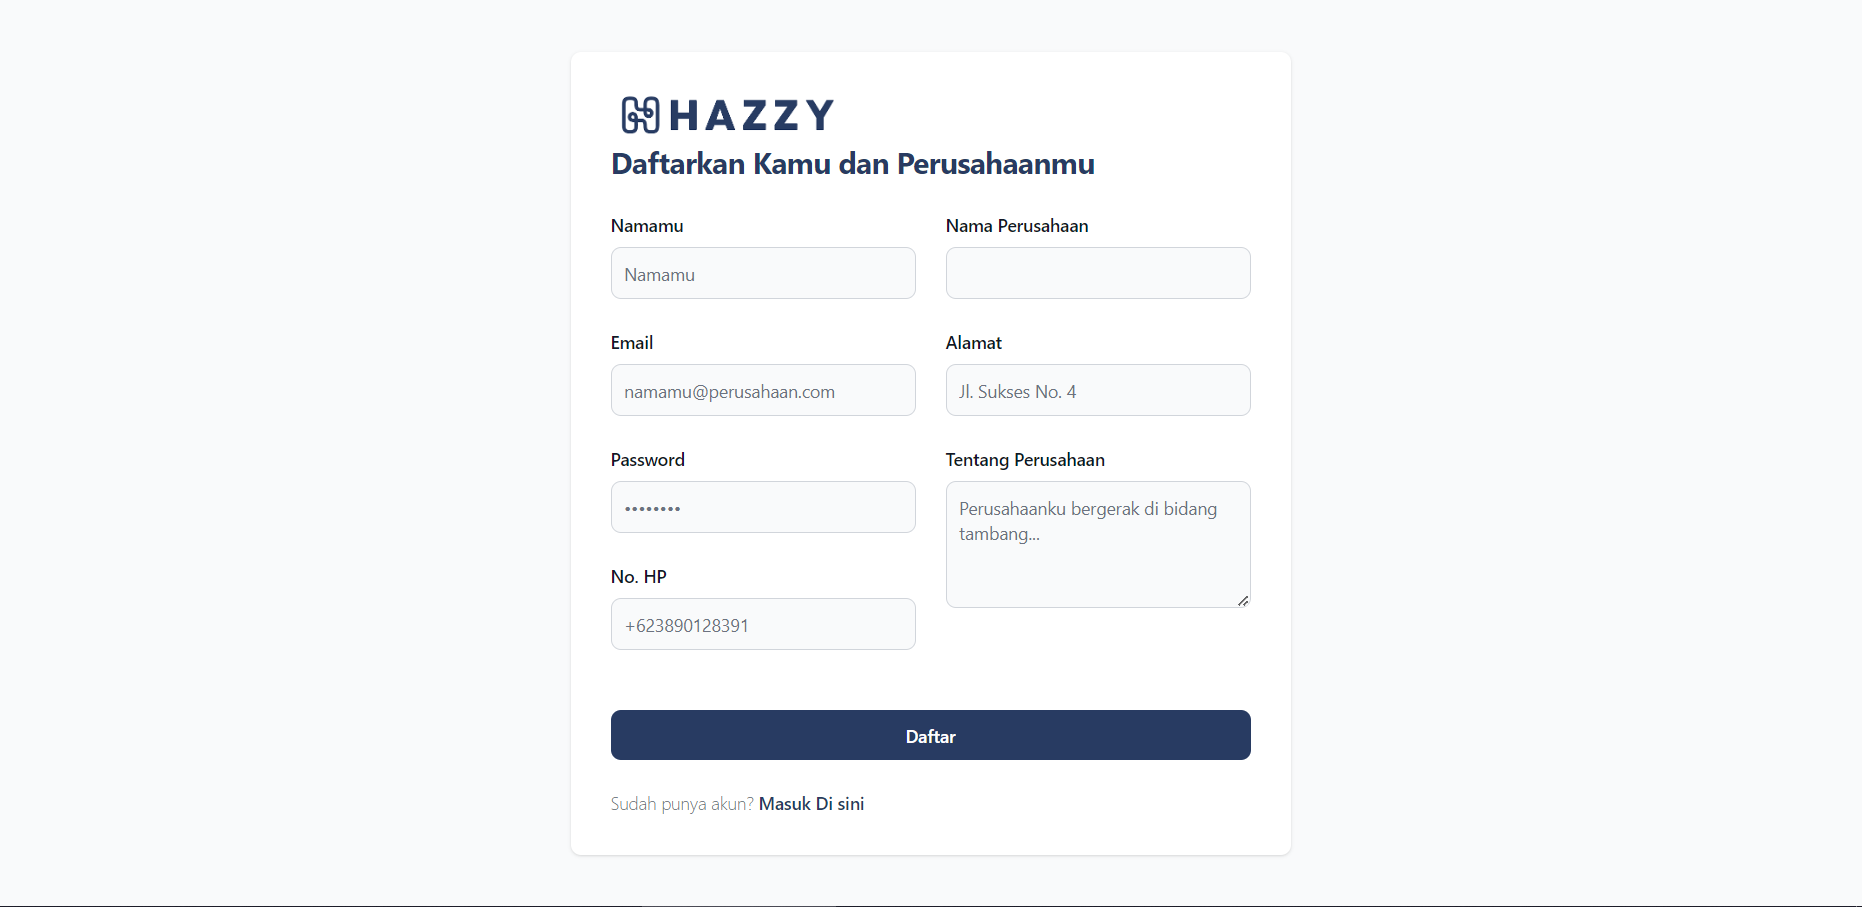 HAZZY
Daftarkan Kamu dan Perusahaanmu
Namamu
Namamu
Nama Perusahaan
Email
namamu@perusahaan.com
Alamat
Jl. Sukses No. 4
Password
••••••••
Tentang Perusahaan
Perusahaanku bergerak di bidang
tambang...
No. HP
+623890128391
Daftar
Sudah punya akun? Masuk Di sini